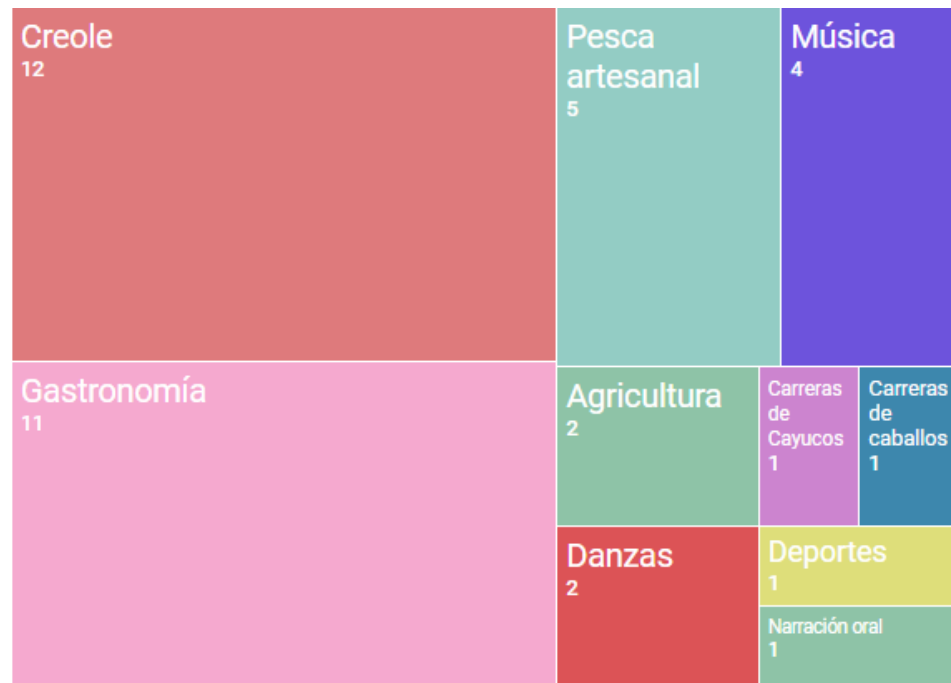 Creole
12
Pesca
artesanal
5
Música
4
Gastronomía
11
Agricultura
2
Carreras
de
Cayucos
1
Carreras
de
caballos
1
Danzas
2
Deportes
1
Narración oral
1